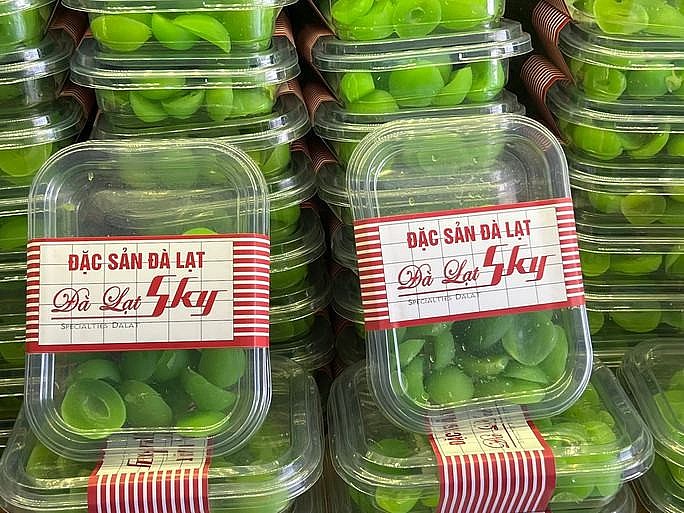 ĐẶC SẢN ĐÀ LẠT
Đà Lạt Sky
SPECIALTIES DALAT
ĐẶC SẢN ĐÀ LẠT
Đà Lạt Sky
SPECIALTIES DALAT